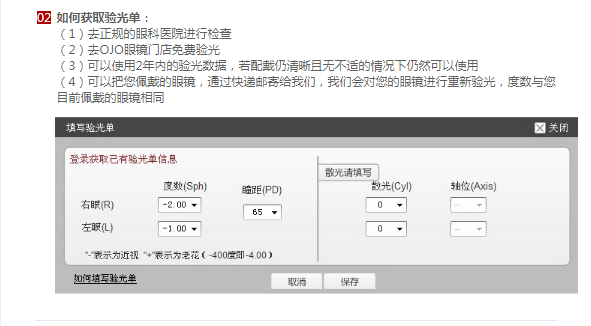 02 如何获取验光单：
（1）去正规的眼科医院进行检查
（2）去OJO眼镜门店免费验光
（3）可以使用2年内的验光数据，若配戴仍清晰且无不适的情况下仍然可以使用
（4）可以把您佩戴的眼镜，通过快递邮寄给我们，我们会对您的眼镜进行重新验光，度数与您
目前佩戴的眼镜相同
填写验光单 关闭
登录获取已有验光单信息
散光请填写
度数(Sph) 瞳距(PD) 散光(Cyl) 轴位(Axis)
右眼(R) -2.00 65 0 --
左眼(L) -1.00 0 --
"-"表示为近视 "+"表示为老花（-400度即-4.00）
如何填写验光单 取消 保存